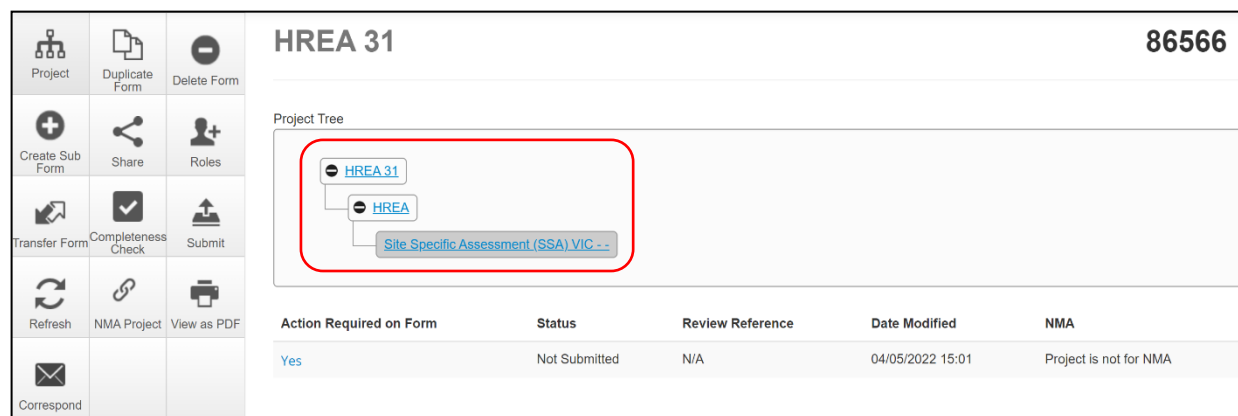 Project
Duplicate
Form
Delete Form
Create Sub
Form
Share
Roles
Transfer Form
Completeness
Check
Submit
Refresh
NMA Project
View as PDF
Correspond
HREA 31
86566
Project Tree
HREA 31
HREA
Site Specific Assessment (SSA) VIC - -
Action Required on Form Status Review Reference Date Modified NMA
Yes Not Submitted N/A 04/05/2022 15:01 Project is not for NMA